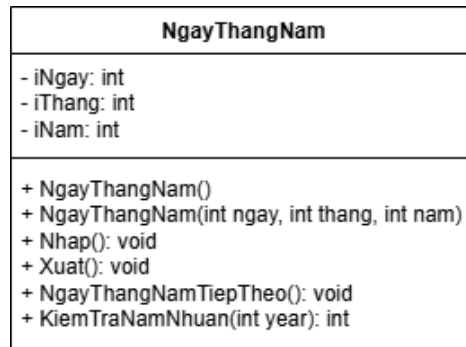 NgayThangNam
- iNgay: int
- iThang: int
- iNam: int
+ NgayThangNam()
+ NgayThangNam(int ngay, int thang, int nam)
+ Nhap(): void
+ Xuat(): void
+ NgayThangNamTiepTheo(): void
+ KiemTraNamNhuan(int year): int